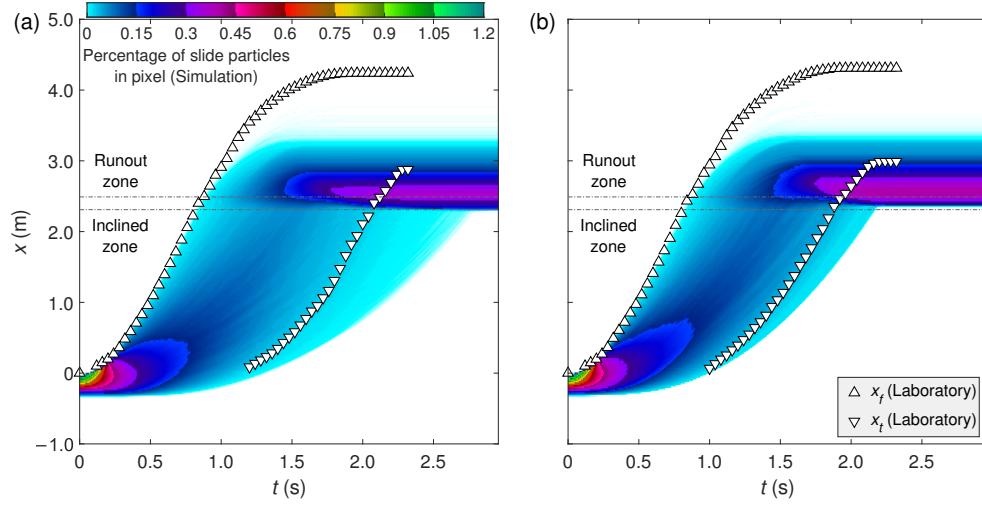 (a)
5.0
4.0
3.0
2.0
1.0
0
−1.0
x (m)
0 0.15 0.3 0.45 0.6 0.75 0.9 1.05 1.2
Percentage of slide particles
in pixel (Simulation)
Runout
zone
Inclined
zone
0 0.5 1.0 1.5 2.0 2.5
t (s)
(b)
Runout
zone
Inclined
zone
x_f (Laboratory)
x_t (Laboratory)
0 0.5 1.0 1.5 2.0 2.5
t (s)